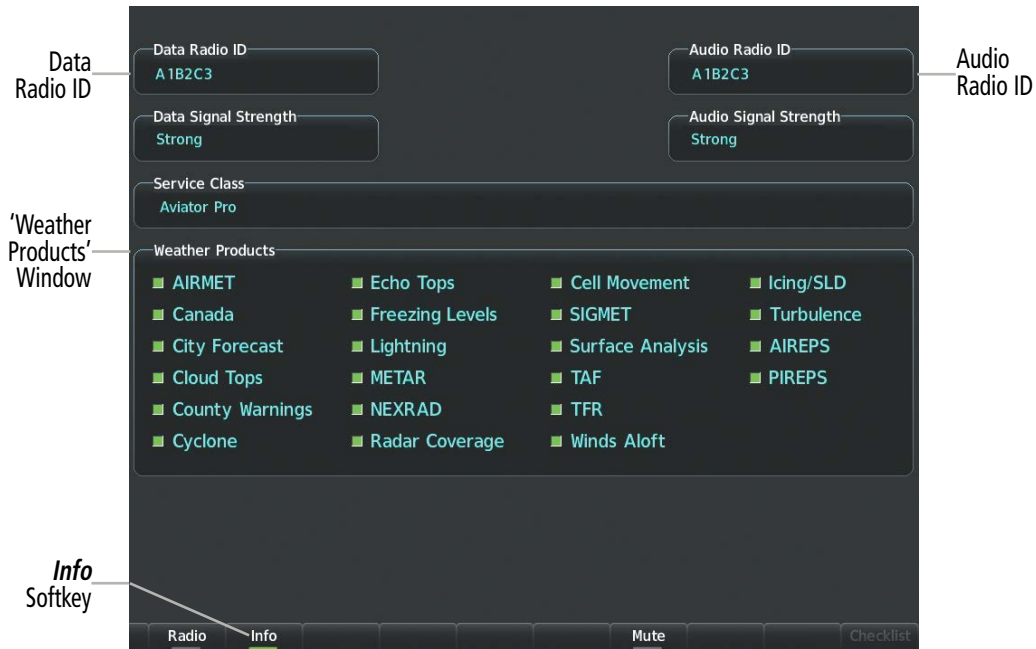 Data
Radio ID
Data Radio ID
A1B2C3
Audio Radio ID
A1B2C3
Audio
Radio ID
Data Signal Strength
Strong
Audio Signal Strength
Strong
Service Class
Aviator Pro
'Weather
Products'
Window
Weather Products
AIRMET
Echo Tops
Cell Movement
Icing/SLD
Canada
Freezing Levels
SIGMET
Turbulence
City Forecast
Lightning
Surface Analysis
AIREPS
Cloud Tops
METAR
TAF
PIREPS
County Warnings
NEXRAD
TFR
Cyclone
Radar Coverage
Winds Aloft
Info
Softkey
Radio
Info
Mute
Checklist